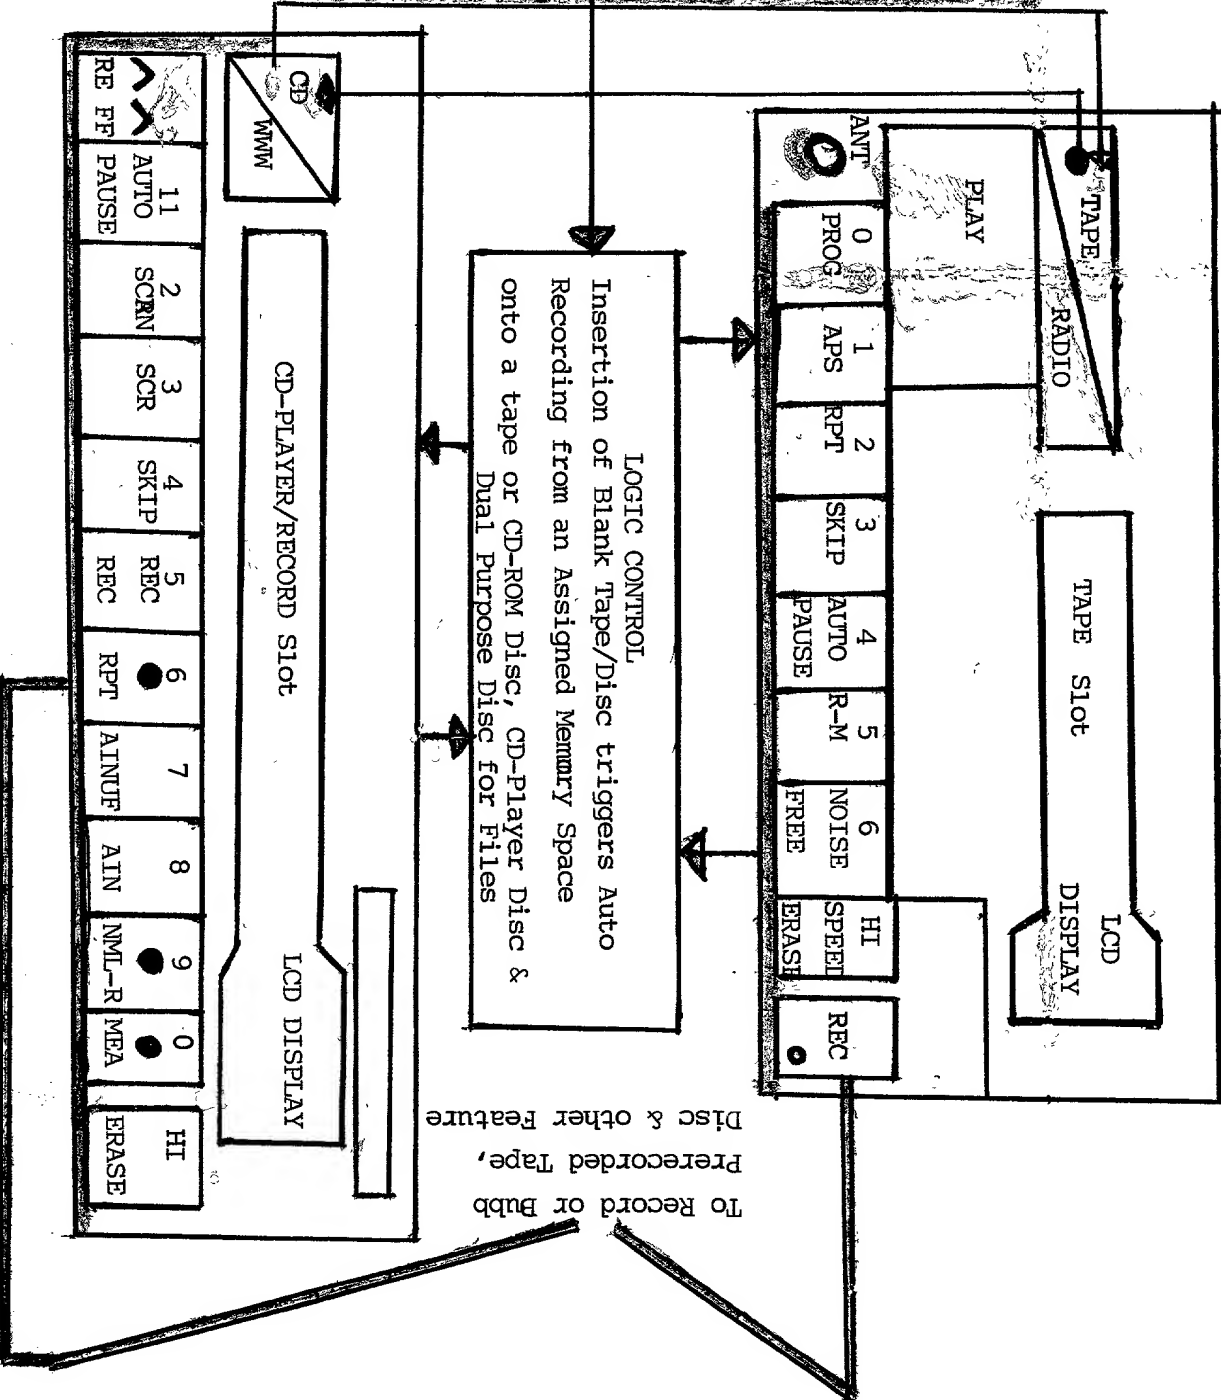 TAPE
RADIO
TAPE Slot
LCD
DISPLAY
PLAY
ANT
0
PROG
1
APS
2
RPT
3
SKIP
4
AUTO
PAUSE
5
R-M
6
NOISE
FREE
HI
SPEED
ERASE
REC
LOGIC CONTROL
Insertion of Blank Tape/Disc triggers Auto
Recording from an Assigned Memory Space
onto a tape or CD-ROM Disc, CD-Player Disc &
Dual Purpose Disc for Files
CD
WWW
CD-PLAYER/RECORD Slot
LCD DISPLAY
RE FF
11
AUTO
PAUSE
2
SCRN
3
SCR
4
SKIP
5
REC
REC
6
RPT
7
AINUF
8
AIN
9
NML-R
0
MEA
HI
ERASE
To Record or Dubb
Prerecorded Tape,
Disc & other Feature